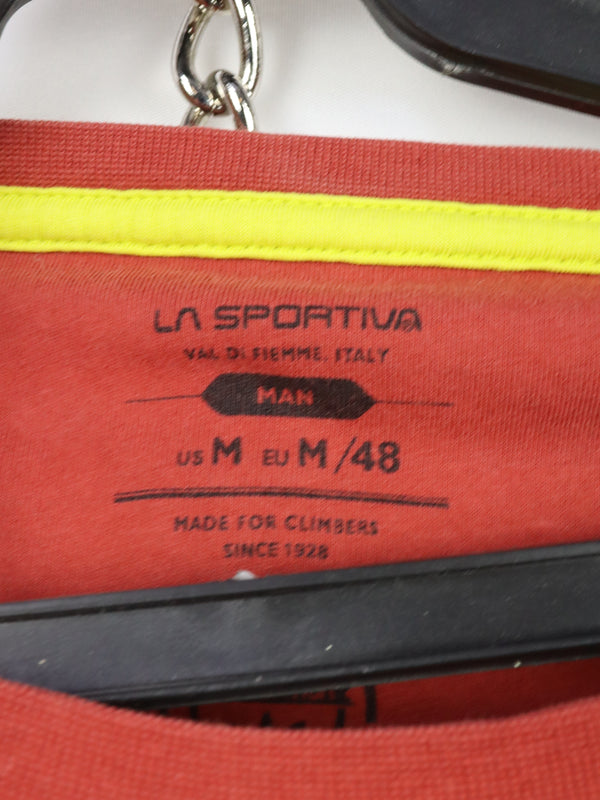 LA SPORTIVA
VAL DI FIEMME, ITALY
MAN
US M EU M/48
MADE FOR CLIMBERS
SINCE 1928